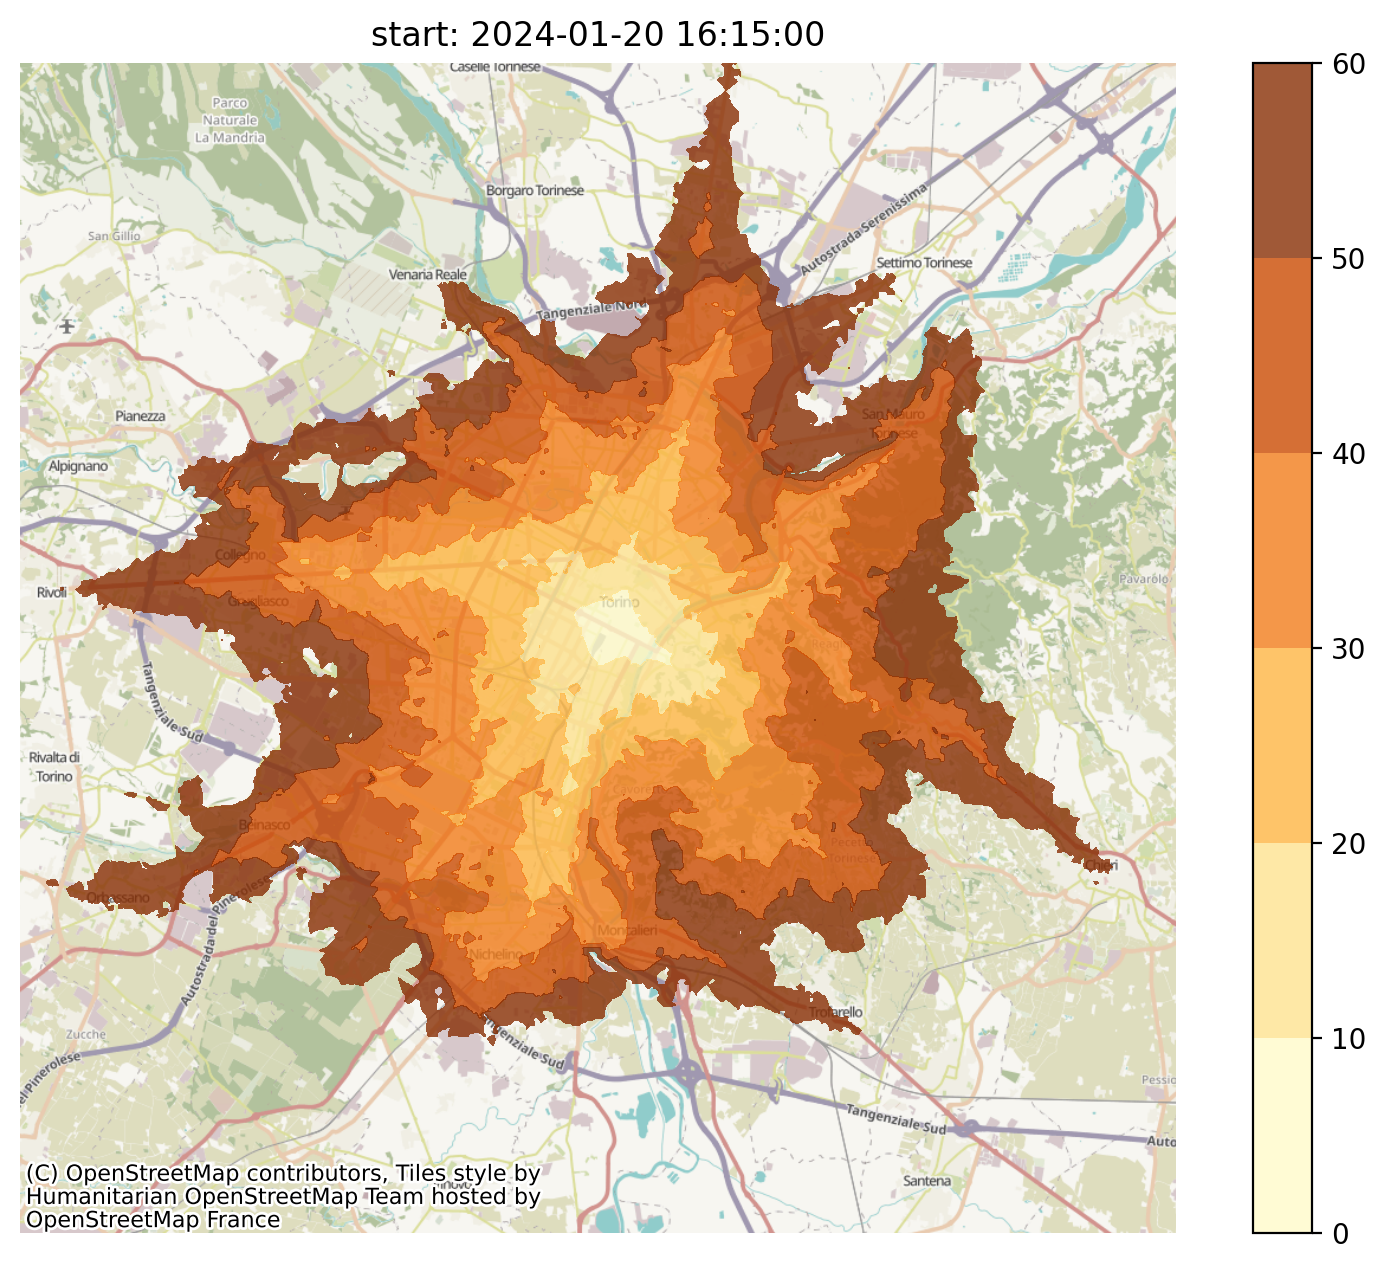 start: 2024-01-20 16:15:00
Caselle Torinese
Parco
Naturale
La Mandria
Borgaro Torinese
Autostrada Serenissima
San Gillio
Settimo Torinese
Venaria Reale
Tangenziale Nord
Pianezza
San Mauro
Torinese
Alpignano
Collegno
Pavarolo
Rivoli
Grugliasco
Torino
Reagl
Tangenziale Sud
Rivalta di
Torino
Cavoret
Beinasco
Pecetto
Torinese
Chieri
Orbassano
Autostrada del Pinerolese
Moncalieri
Nichelino
Trofarello
Zucche
Tangenziale Sud
el Pinerolese
Pessio
Tangenziale Sud
Auto
Santena
(C) OpenStreetMap contributors, Tiles style by
Humanitarian OpenStreetMap Team hosted by
OpenStreetMap France
60
50
40
30
20
10
0